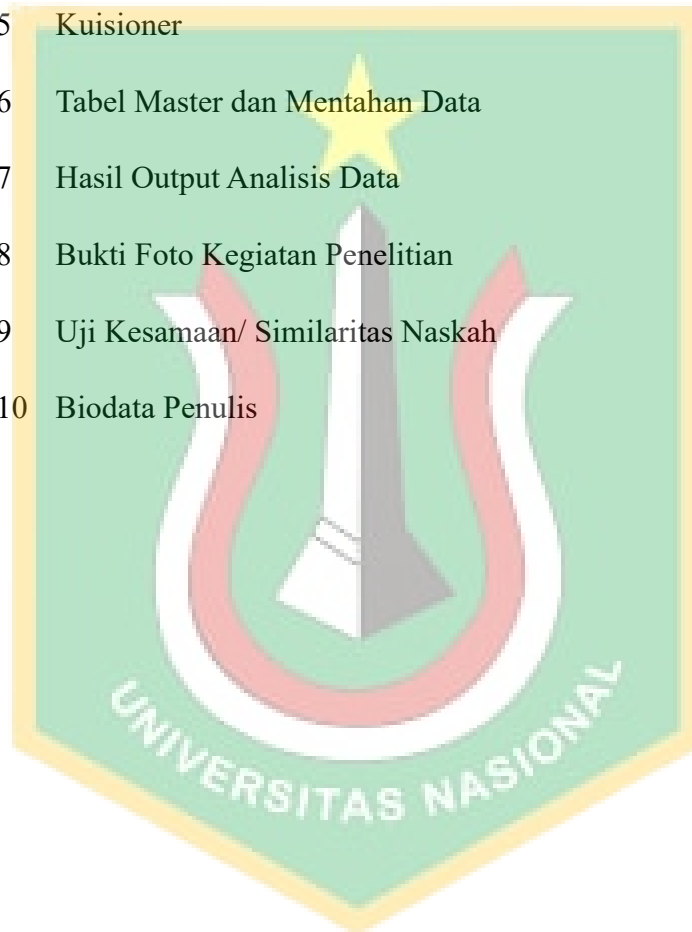 5 Kuisioner
6 Tabel Master dan Mentahan Data
7 Hasil Output Analisis Data
8 Bukti Foto Kegiatan Penelitian
9 Uji Kesamaan/ Similaritas Naskah
10 Biodata Penulis
UNIVERSITAS NASIONAL